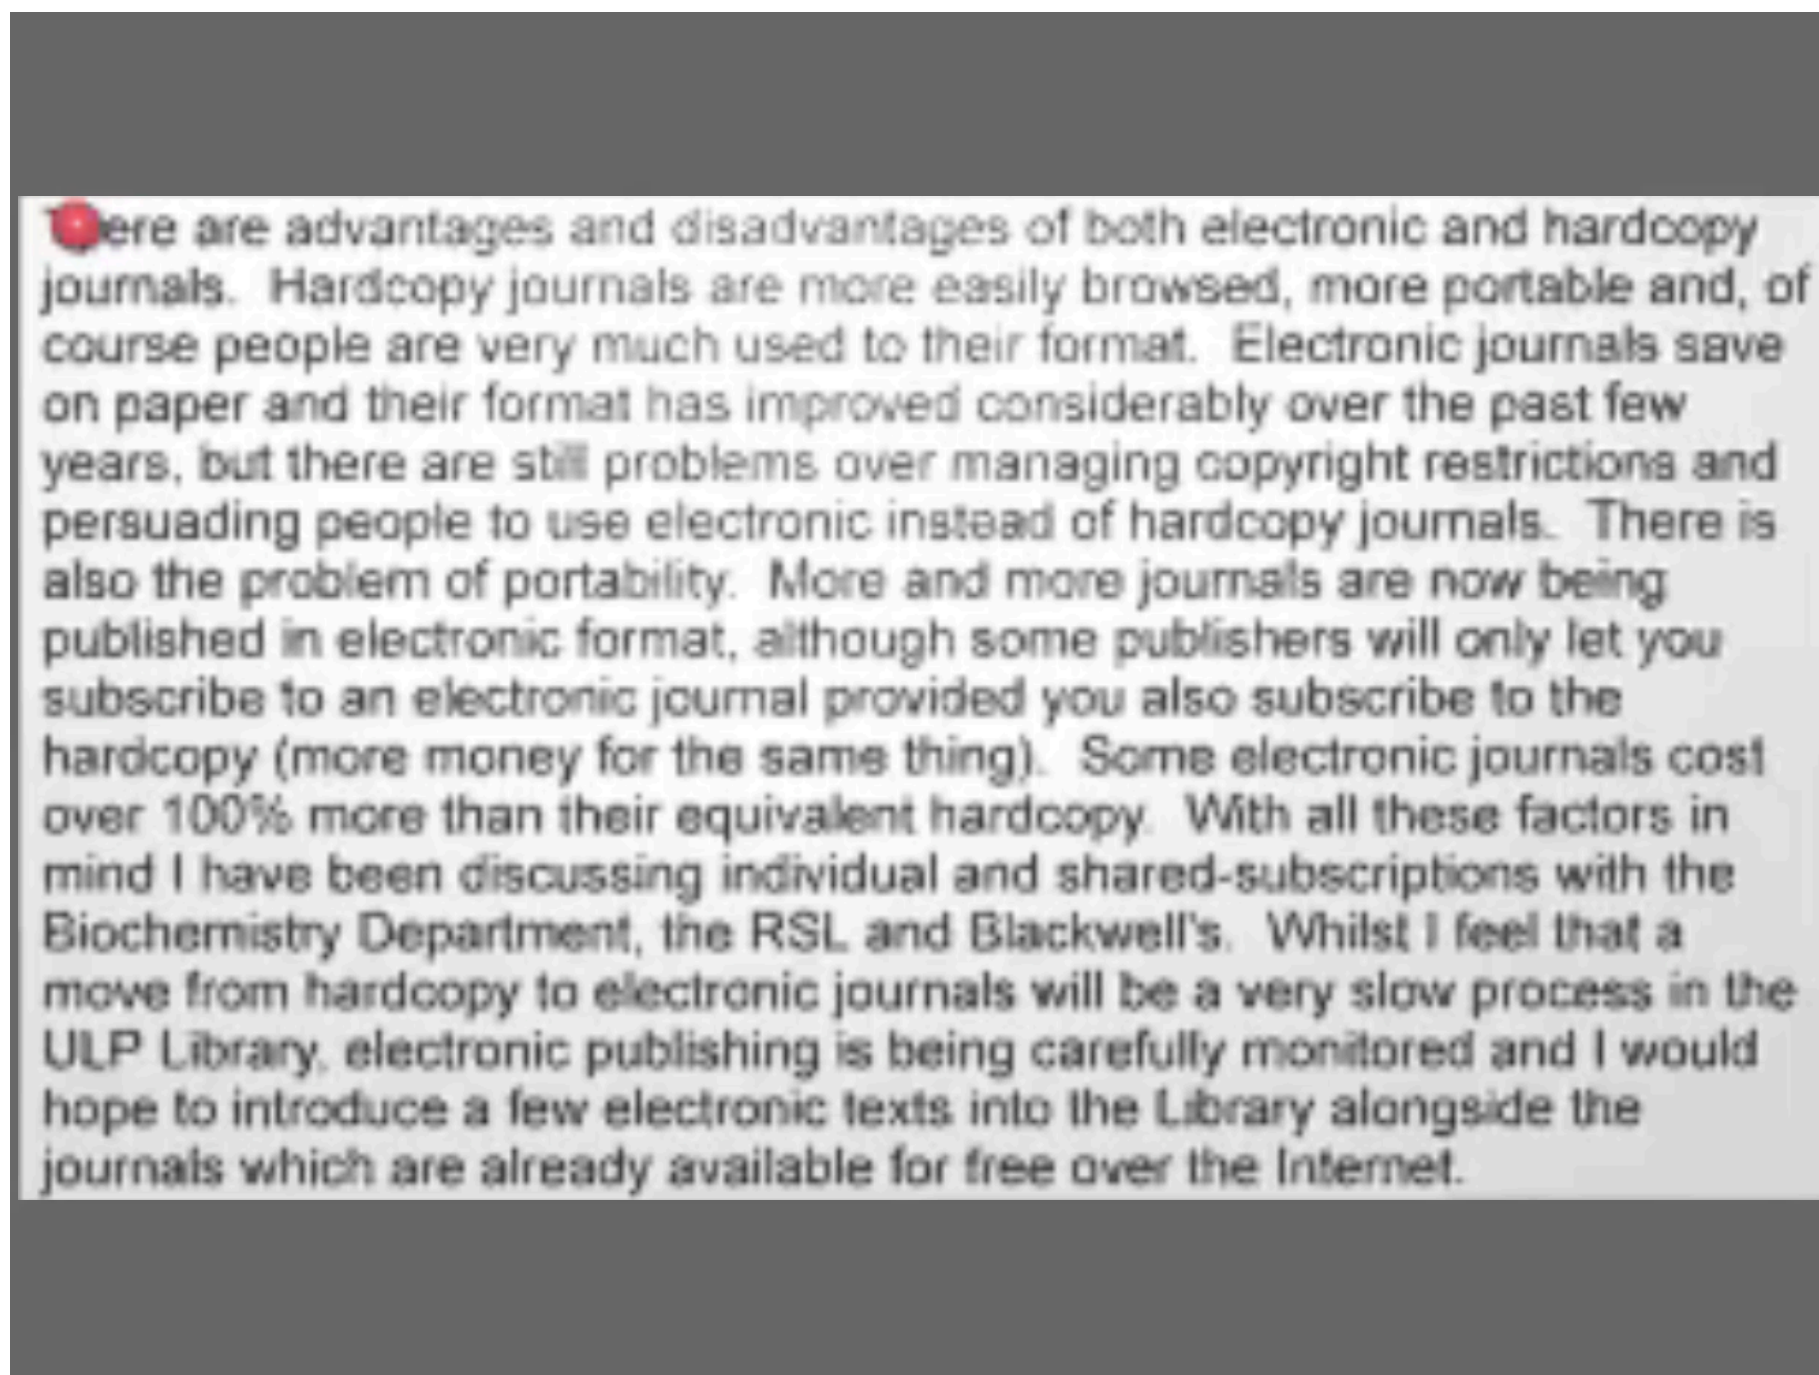 There are advantages and disadvantages of both electronic and hardcopy
journals. Hardcopy journals are more easily browsed, more portable and, of
course people are very much used to their format. Electronic journals save
on paper and their format has improved considerably over the past few
years, but there are still problems over managing copyright restrictions and
persuading people to use electronic instead of hardcopy journals. There is
also the problem of portability. More and more journals are now being
published in electronic format, although some publishers will only let you
subscribe to an electronic journal provided you also subscribe to the
hardcopy (more money for the same thing). Some electronic journals cost
over 100% more than their equivalent hardcopy. With all these factors in
mind I have been discussing individual and shared-subscriptions with the
Biochemistry Department, the RSL and Blackwell's. Whilst I feel that a
move from hardcopy to electronic journals will be a very slow process in the
ULP Library, electronic publishing is being carefully monitored and I would
hope to introduce a few electronic texts into the Library alongside the
journals which are already available for free over the Internet.